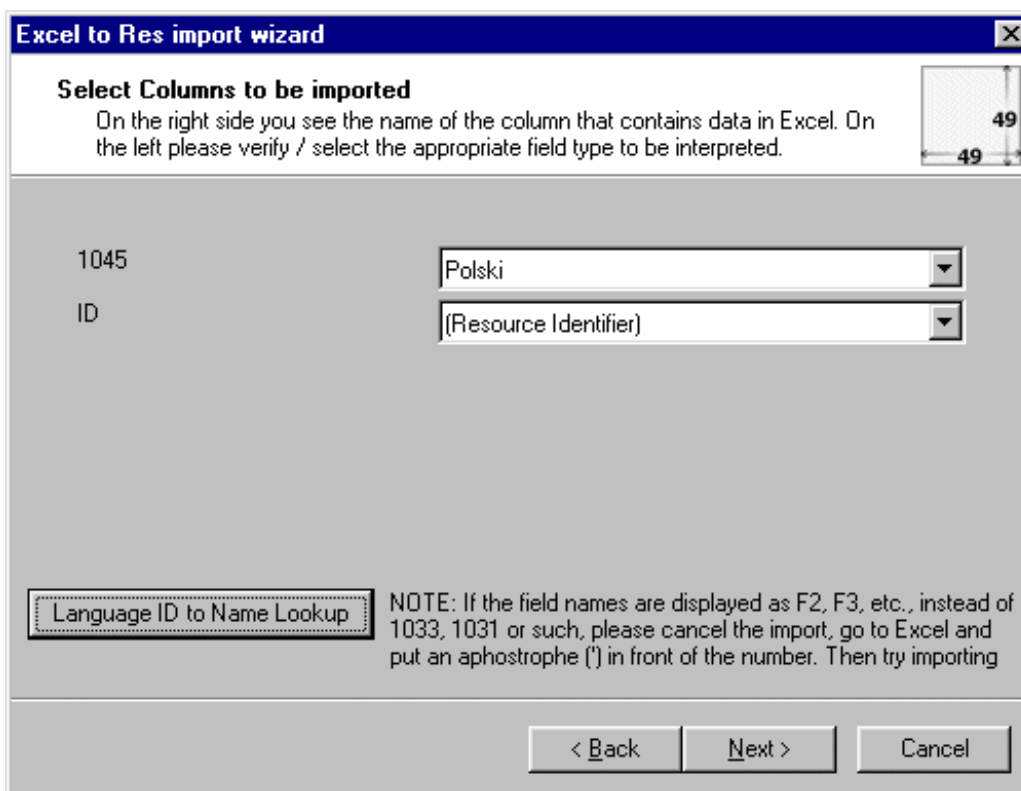 Excel to Res import wizard
Select Columns to be imported
On the right side you see the name of the column that contains data in Excel. On
the left please verify / select the appropriate field type to be interpreted.
49
49
1045
Polski
ID
(Resource Identifier)
Language ID to Name Lookup
NOTE: If the field names are displayed as F2, F3, etc., instead of
1033, 1031 or such, please cancel the import, go to Excel and
put an aphostrophe (') in front of the number. Then try importing
< Back
Next >
Cancel